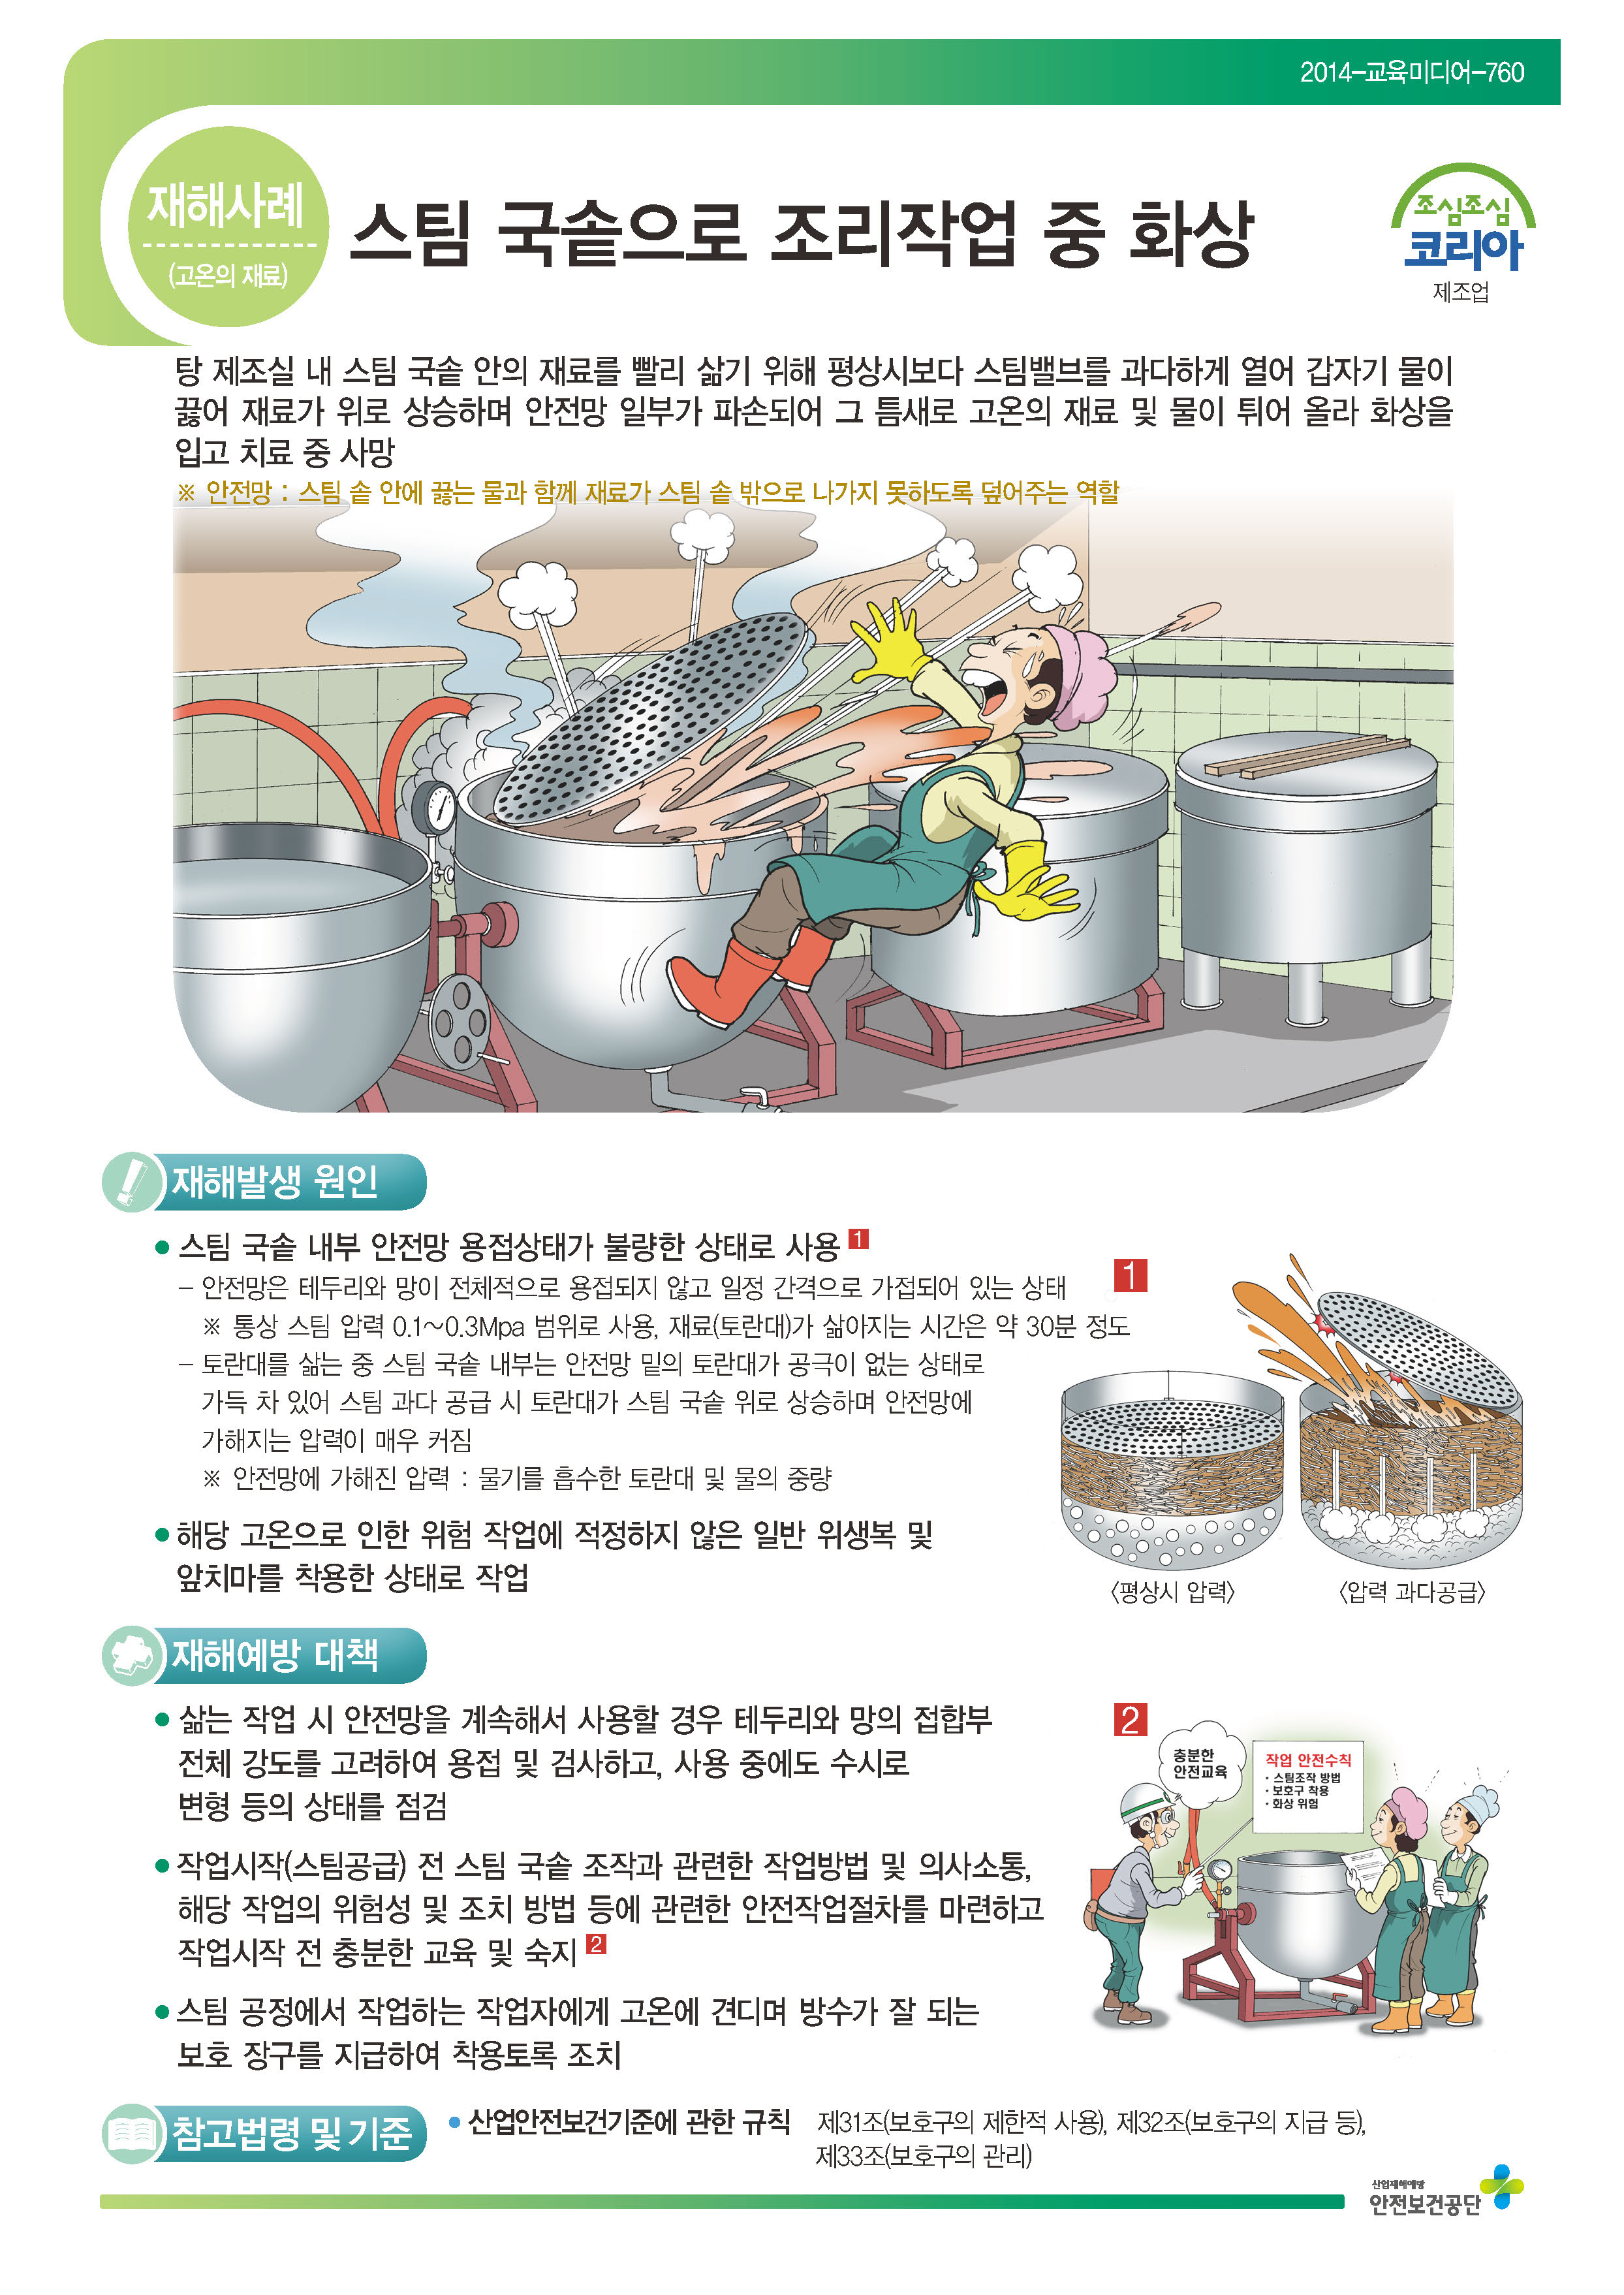 2014-교육미디어-760
재해사례
(고온의 재료)
스팀 국솥으로 조리작업 중 화상
조심조심
코리아
제조업
탕 제조실 내 스팀 국솥 안의 재료를 빨리 삶기 위해 평상시보다 스팀밸브를 과다하게 열어 갑자기 물이
끓어 재료가 위로 상승하며 안전망 일부가 파손되어 그 틈새로 고온의 재료 및 물이 튀어 올라 화상을
입고 치료 중 사망
※ 안전망 : 스팀 솥 안에 끓는 물과 함께 재료가 스팀 솥 밖으로 나가지 못하도록 덮어주는 역할
재해발생 원인
● 스팀 국솥 내부 안전망 용접상태가 불량한 상태로 사용 1
- 안전망은 테두리와 망이 전체적으로 용접되지 않고 일정 간격으로 가접되어 있는 상태
※ 통상 스팀 압력 0.1~0.3Mpa 범위로 사용, 재료(토란대)가 삶아지는 시간은 약 30분 정도
- 토란대를 삶는 중 스팀 국솥 내부는 안전망 밑의 토란대가 공극이 없는 상태로
가득 차 있어 스팀 과다 공급 시 토란대가 스팀 국솥 위로 상승하며 안전망에
가해지는 압력이 매우 커짐
※ 안전망에 가해진 압력 : 물기를 흡수한 토란대 및 물의 중량
● 해당 고온으로 인한 위험 작업에 적정하지 않은 일반 위생복 및
앞치마를 착용한 상태로 작업
1
〈평상시 압력〉
〈압력 과다공급〉
재해예방 대책
● 삶는 작업 시 안전망을 계속해서 사용할 경우 테두리와 망의 접합부
전체 강도를 고려하여 용접 및 검사하고, 사용 중에도 수시로
변형 등의 상태를 점검
● 작업시작(스팀공급) 전 스팀 국솥 조작과 관련한 작업방법 및 의사소통,
해당 작업의 위험성 및 조치 방법 등에 관련한 안전작업절차를 마련하고
작업시작 전 충분한 교육 및 숙지 2
● 스팀 공정에서 작업하는 작업자에게 고온에 견디며 방수가 잘 되는
보호 장구를 지급하여 착용토록 조치
2
충분한
안전교육
작업 안전수칙
• 스팀조작 방법
• 보호구 착용
• 화상 위험
참고법령 및 기준
● 산업안전보건기준에 관한 규칙 제31조(보호구의 제한적 사용), 제32조(보호구의 지급 등),
제33조(보호구의 관리)
산업재해예방
안전보건공단